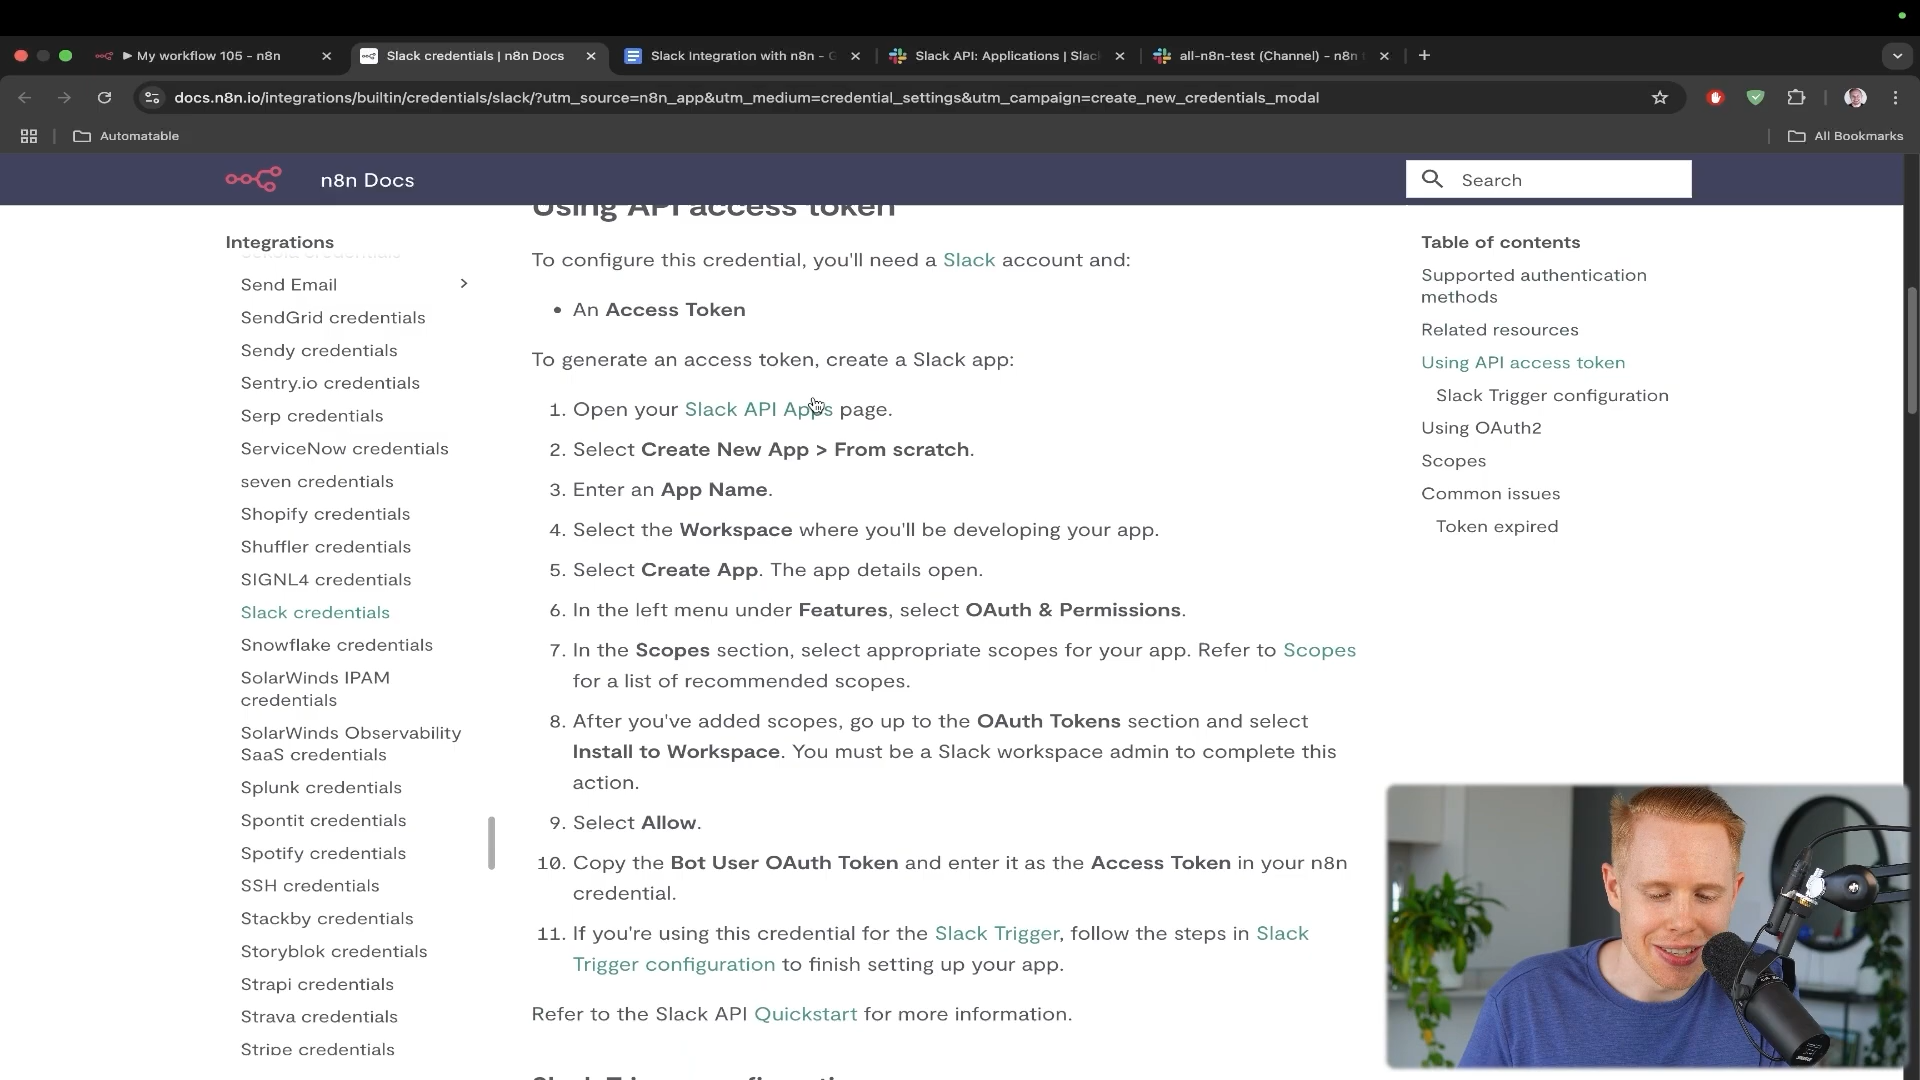 My workflow 105 - n8n
Slack credentials | n8n Docs
Slack Integration with n8n - G
Slack API: Applications | Slack
all-n8n-test (Channel) - n8n
docs.n8n.io/integrations/builtin/credentials/slack/?utm_source=n8n_app&utm_medium=credential_settings&utm_campaign=create_new_credentials_modal
Automatable
All Bookmarks
n8n Docs
Search
Integrations
Send Email
SendGrid credentials
Sendy credentials
Sentry.io credentials
Serp credentials
ServiceNow credentials
seven credentials
Shopify credentials
Shuffler credentials
SIGNL4 credentials
Slack credentials
Snowflake credentials
SolarWinds IPAM
credentials
SolarWinds Observability
SaaS credentials
Splunk credentials
Spontit credentials
Spotify credentials
SSH credentials
Stackby credentials
Storyblok credentials
Strapi credentials
Strava credentials
Stripe credentials
Using API access token
To configure this credential, you'll need a Slack account and:
• An Access Token
To generate an access token, create a Slack app:
1. Open your Slack API Apps page.
2. Select Create New App > From scratch.
3. Enter an App Name.
4. Select the Workspace where you'll be developing your app.
5. Select Create App. The app details open.
6. In the left menu under Features, select OAuth & Permissions.
7. In the Scopes section, select appropriate scopes for your app. Refer to Scopes
for a list of recommended scopes.
8. After you've added scopes, go up to the OAuth Tokens section and select
Install to Workspace. You must be a Slack workspace admin to complete this
action.
9. Select Allow.
10. Copy the Bot User OAuth Token and enter it as the Access Token in your n8n
credential.
11. If you're using this credential for the Slack Trigger, follow the steps in Slack
Trigger configuration to finish setting up your app.
Refer to the Slack API Quickstart for more information.
Table of contents
Supported authentication
methods
Related resources
Using API access token
Slack Trigger configuration
Using OAuth2
Scopes
Common issues
Token expired